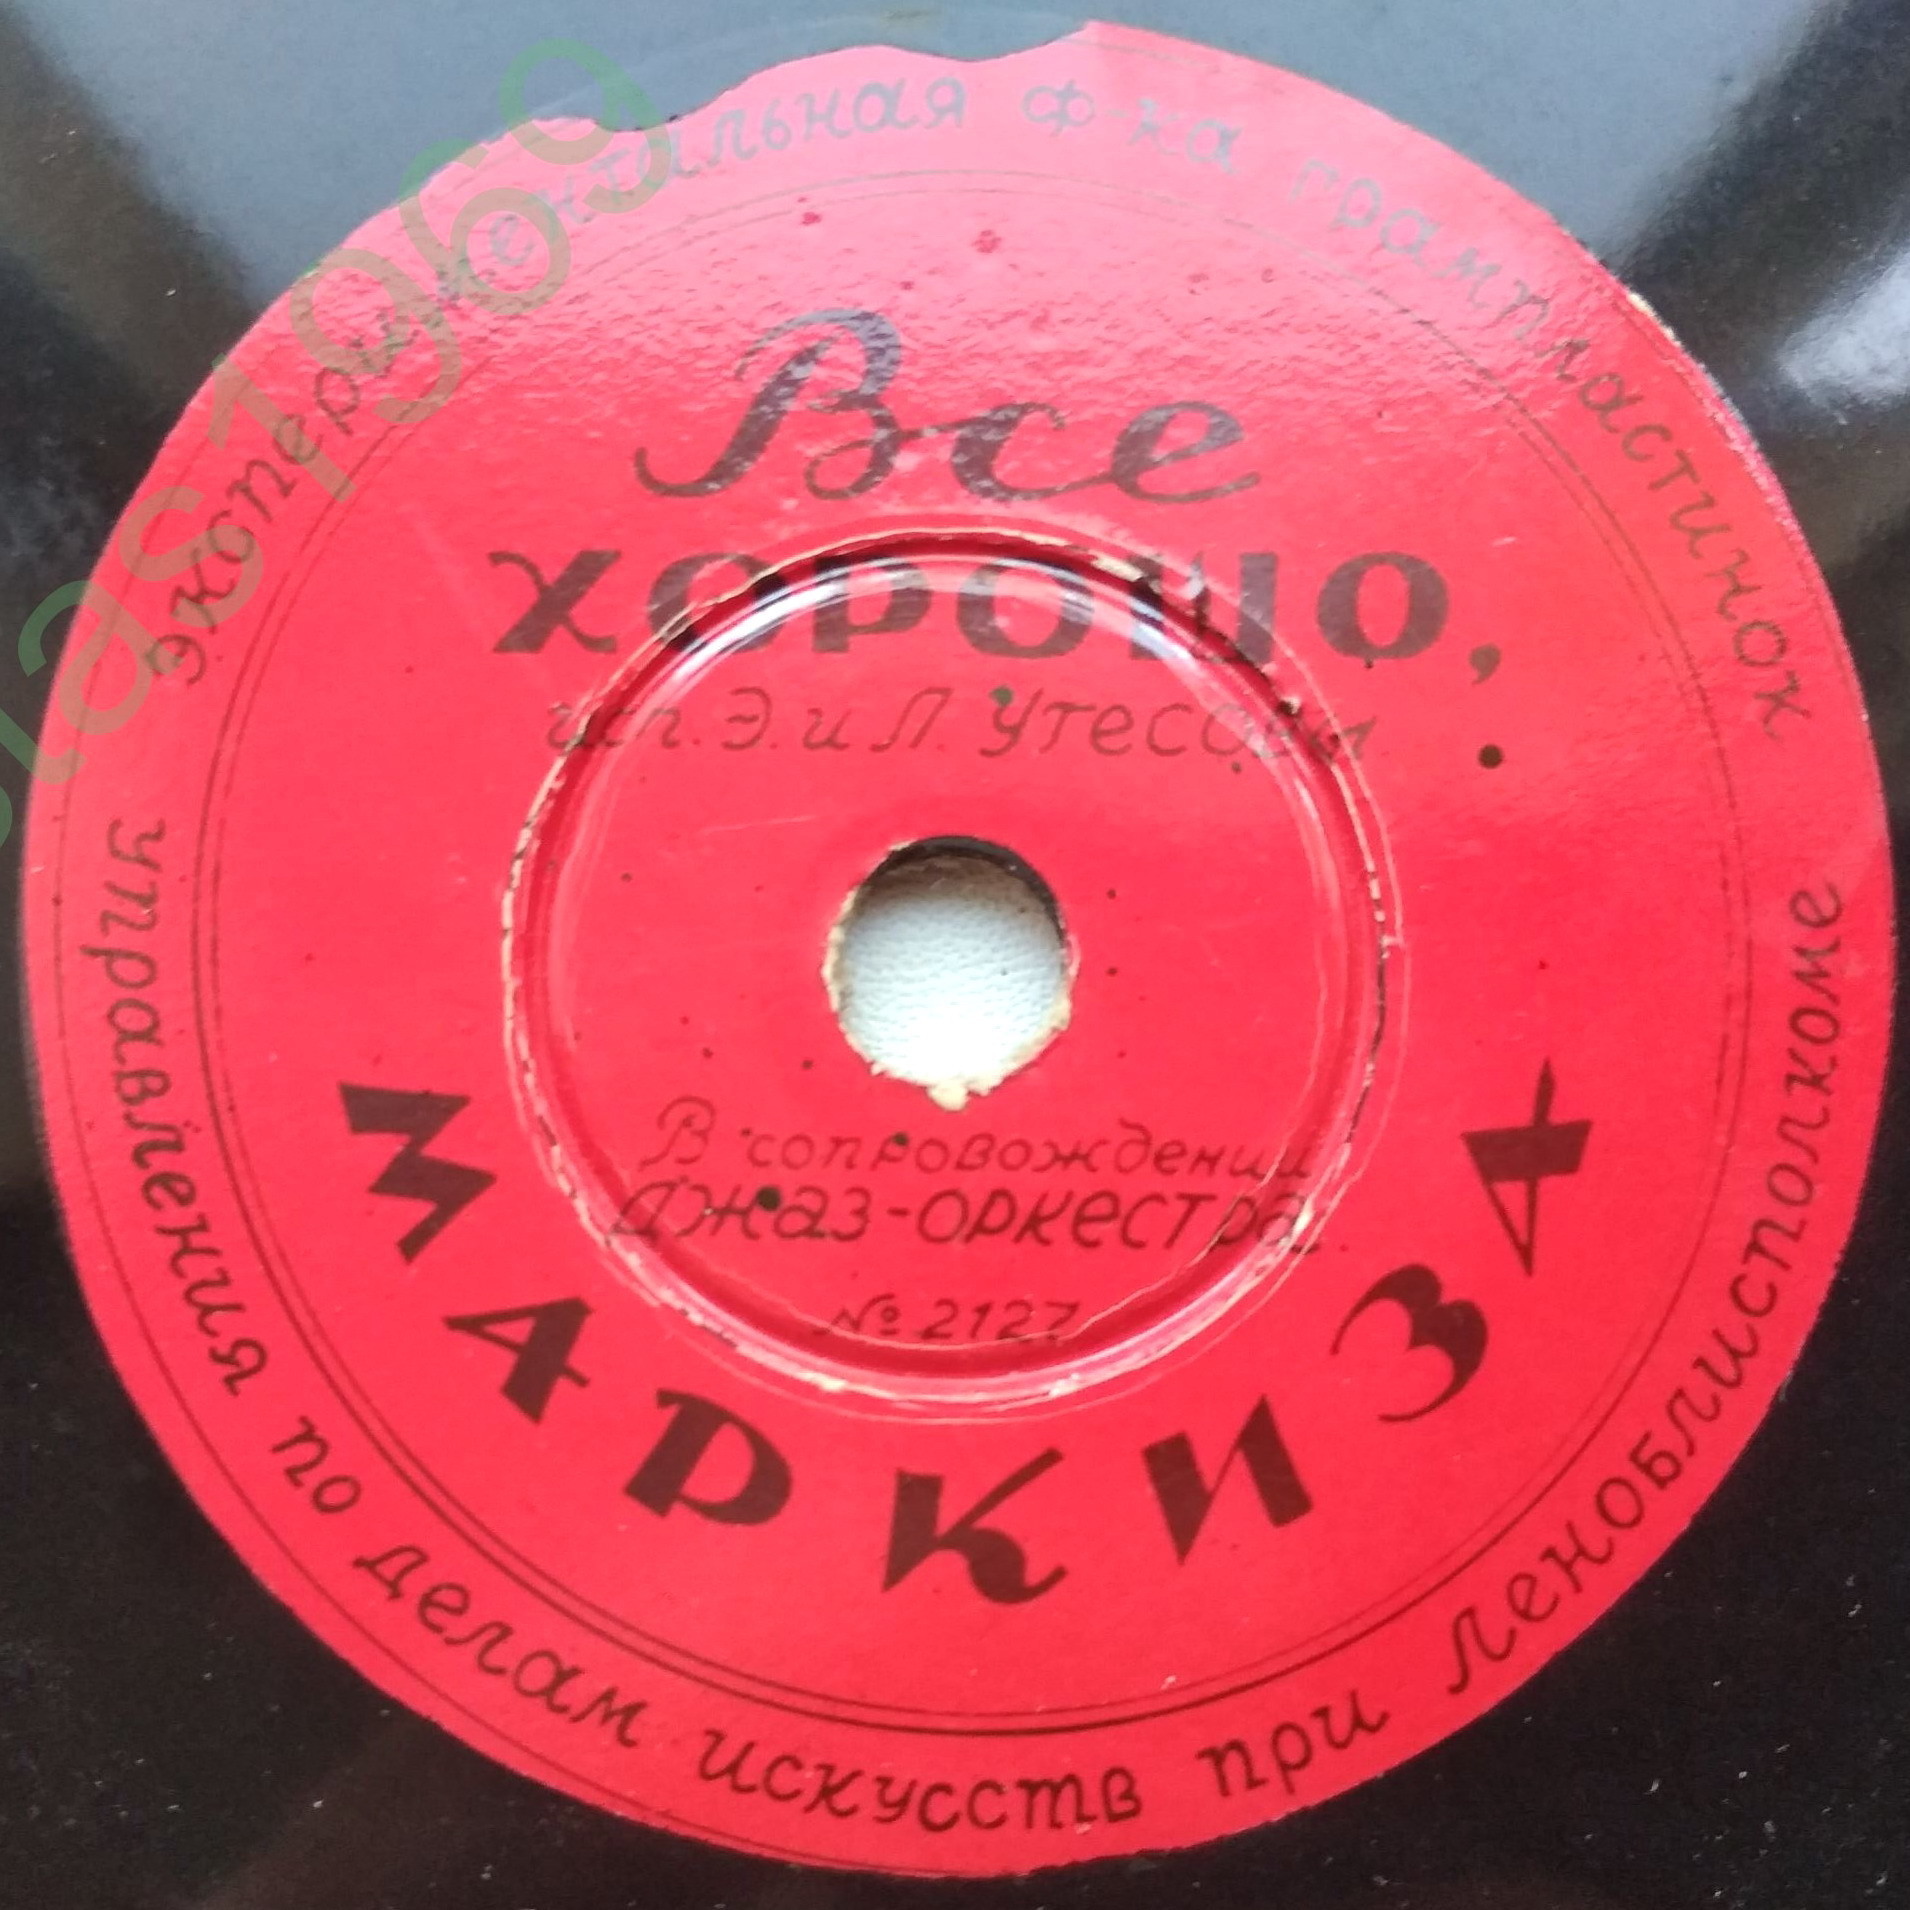 Экспериментальная ф-ка грампластинок
Все
хорошо,
исп. Э. и Л. Утесовы
В сопровождении
джаз-оркестра.
№ 2127
МАРКИЗА
управления по делам искусств при Леноблисполкоме